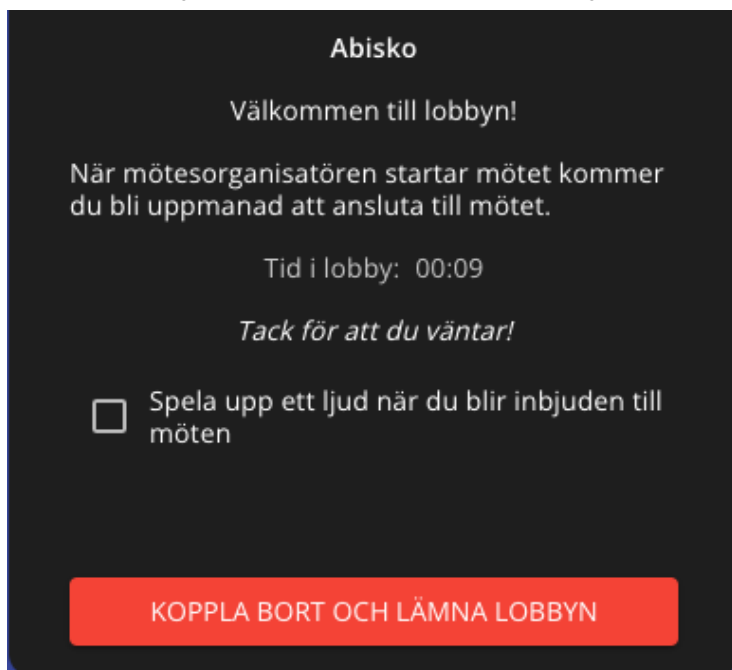 Abisko
Välkommen till lobbyn!
När mötesorganisatören startar mötet kommer
du bli uppmanad att ansluta till mötet.
Tid i lobby: 00:09
Tack för att du väntar!
Spela upp ett ljud när du blir inbjuden till
möten
KOPPLA BORT OCH LÄMNA LOBBYN